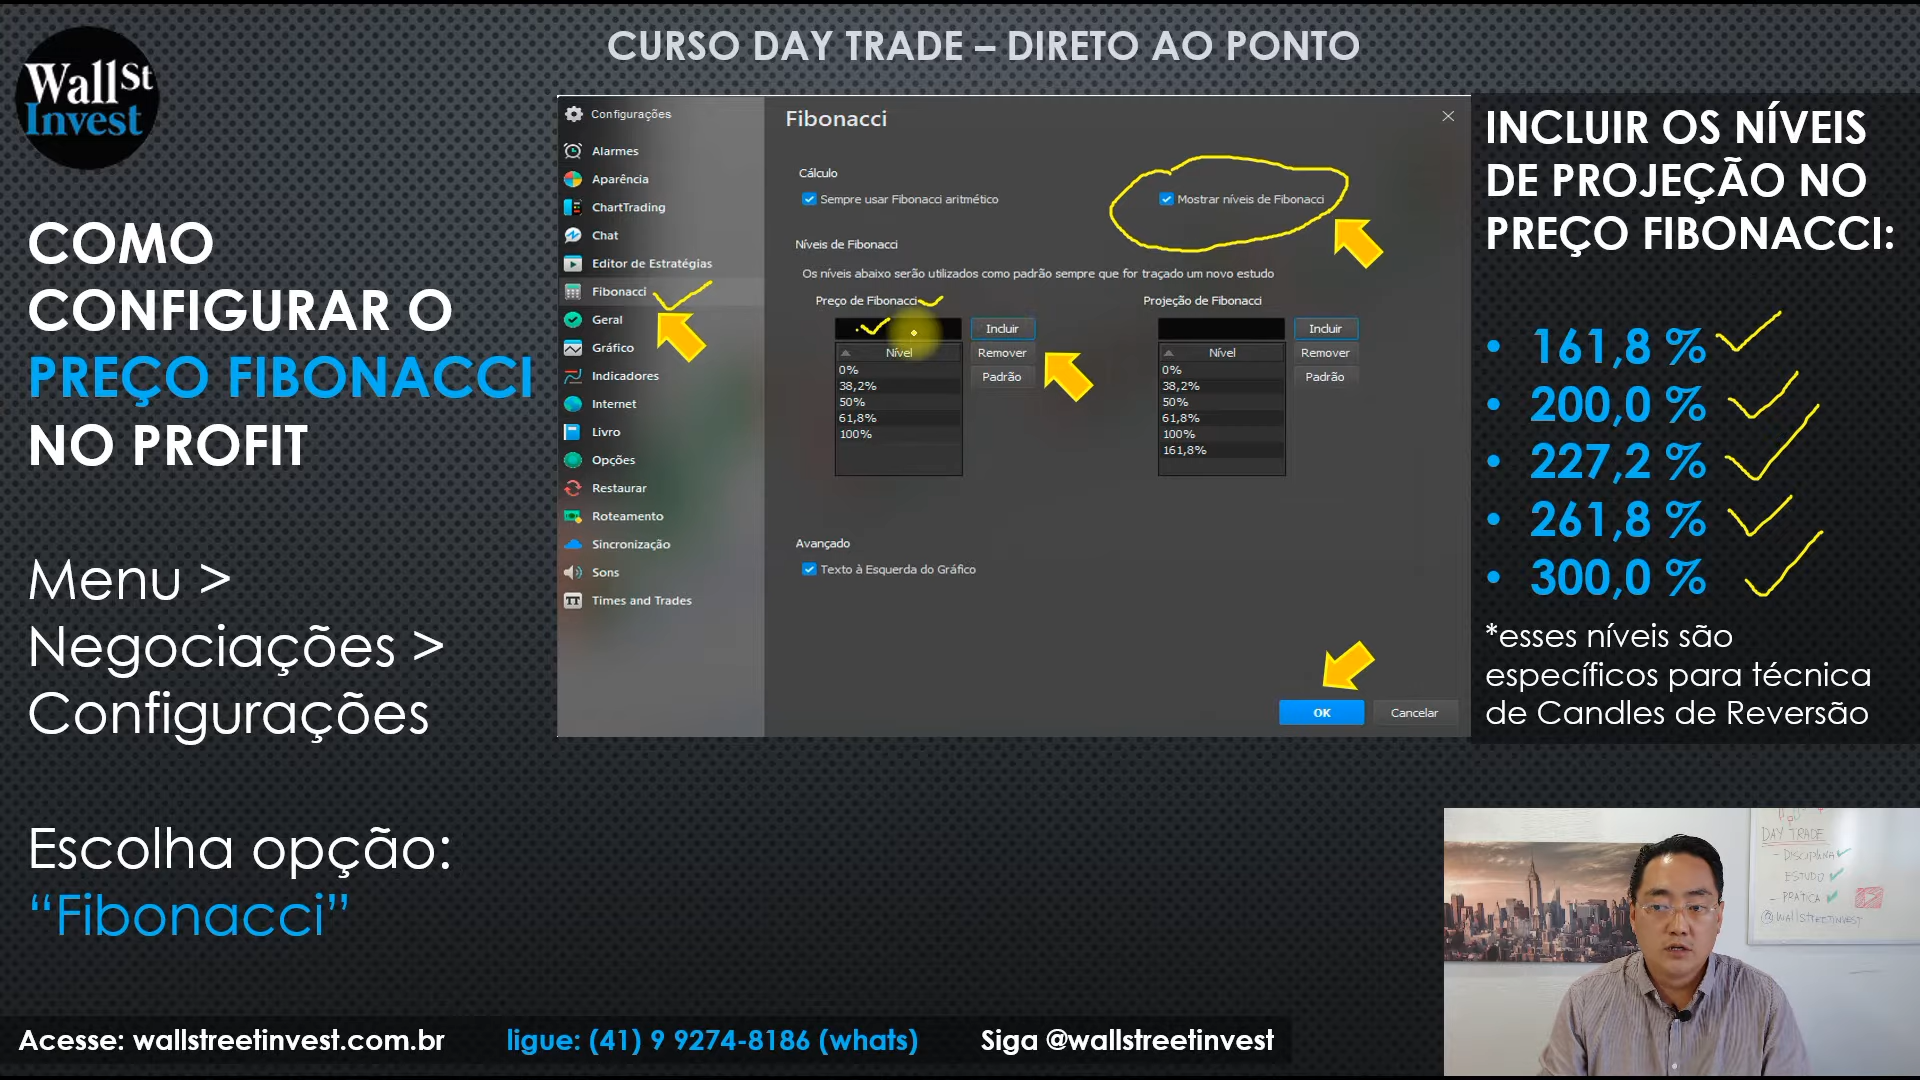 CURSO DAY TRADE – DIRETO AO PONTO
WallSt
Invest
COMO
CONFIGURAR O
PREÇO FIBONACCI
NO PROFIT
Menu >
Negociações >
Configurações
Escolha opção:
“Fibonacci”
Configurações
Alarmes
Aparência
ChartTrading
Chat
Editor de Estratégias
Fibonacci
Geral
Gráfico
Indicadores
Internet
Livro
Opções
Restaurar
Roteamento
Sincronização
Sons
Times and Trades
Fibonacci
Cálculo
Sempre usar Fibonacci aritmético
Mostrar níveis de Fibonacci
Níveis de Fibonacci
Os níveis abaixo serão utilizados como padrão sempre que for traçado um novo estudo
Preço de Fibonacci
Incluir
Remover
Padrão
Nível
0%
38,2%
50%
61,8%
100%
Projeção de Fibonacci
Incluir
Remover
Padrão
Nível
0%
38,2%
50%
61,8%
100%
161,8%
Avançado
Texto à Esquerda do Gráfico
OK
Cancelar
INCLUIR OS NÍVEIS
DE PROJEÇÃO NO
PREÇO FIBONACCI:
• 161,8 %
• 200,0 %
• 227,2 %
• 261,8 %
• 300,0 %
*esses níveis são
específicos para técnica
de Candles de Reversão
DAY TRADE
- DISCIPLINA
ESTUDO
- PRÁTICA
@WallSTREETINVEST
Acesse: wallstreetinvest.com.br
ligue: (41) 9 9274-8186 (whats)
Siga @wallstreetinvest